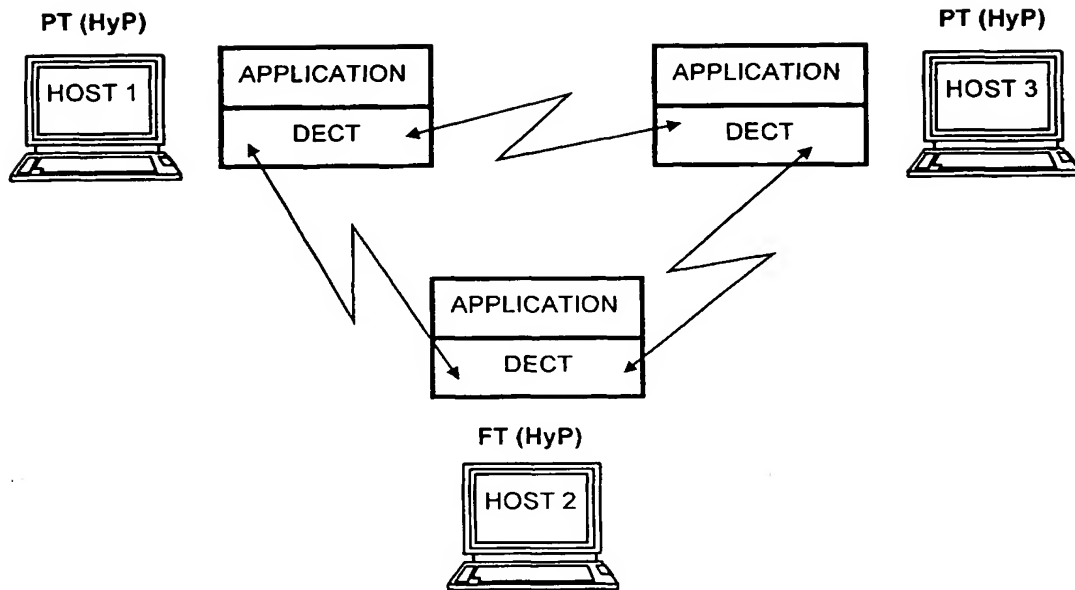 PT (HyP)
PT (HyP)
HOST 1
APPLICATION
APPLICATION
HOST 3
DECT
DECT
APPLICATION
DECT
FT (HyP)
HOST 2